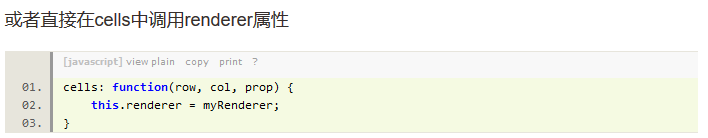 或者直接在cells中调用renderer属性
[javascript] view plain copy print ?
01. cells: function(row, col, prop) {
02. this.renderer = myRenderer;
03. }